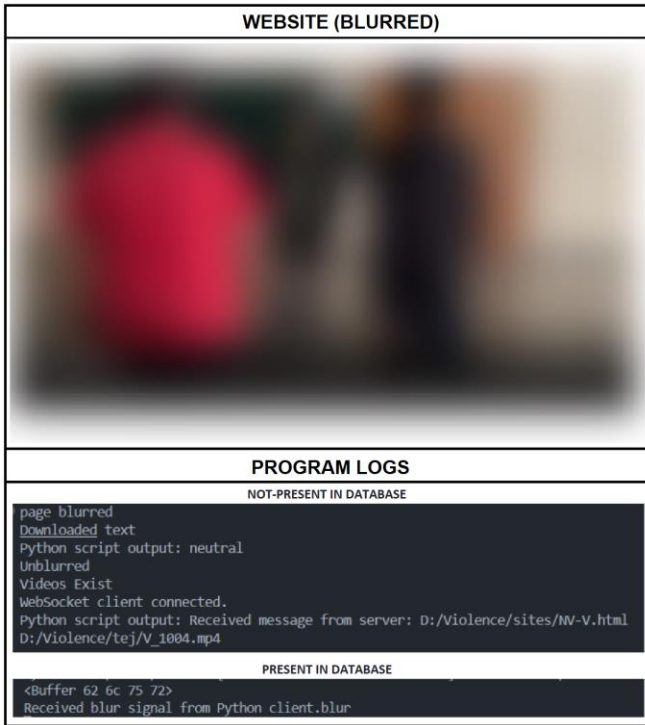 WEBSITE (BLURRED)
PROGRAM LOGS
NOT-PRESENT IN DATABASE
page blurred
Downloaded text
Python script output: neutral
Unblurred
Videos Exist
WebSocket client connected.
Python script output: Received message from server: D:/Violence/sites/NV-V.html
D:/Violence/tej/V_1004.mp4
PRESENT IN DATABASE
<Buffer 62 6c 75 72>
Received blur signal from Python client.blur